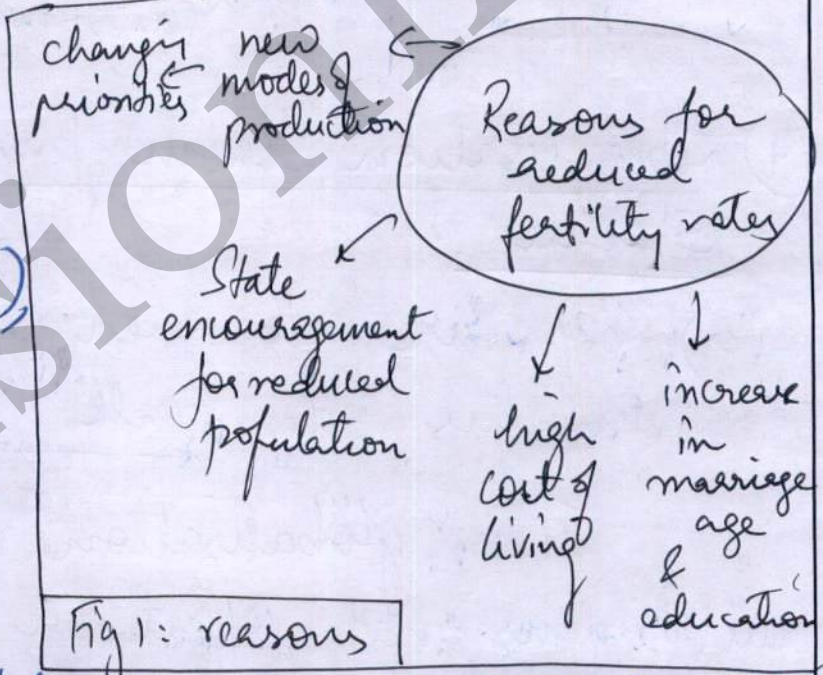 Reasons for
reduced
fertility rates
new
modes of
production
changing
priorities
State
encouragement
for reduced
population
high
cost of
living
increase
in
marriage
age
&
education
Fig 1: reasons